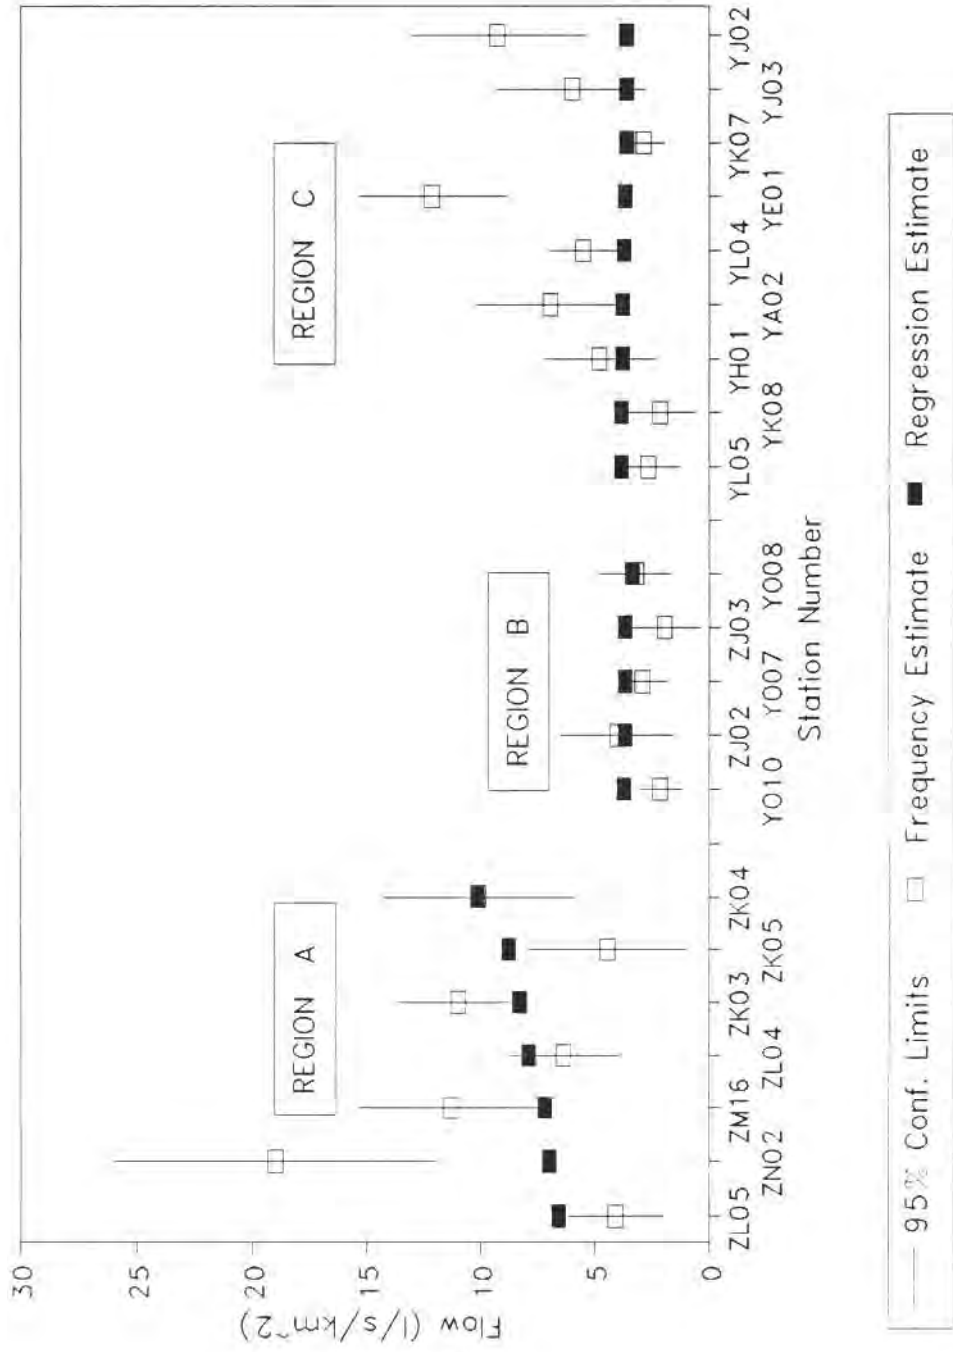 30
25
20
15
10
5
0
Flow (l/s/km^2)
REGION A
REGION B
REGION C
ZL05
ZN02
ZM16
ZL04
ZK03
ZK05
ZK04
YO10
ZJ02
YO07
ZJ03
YO08
YL05
YK08
YH01
YA02
YL04
YE01
YK07
YJ03
YJ02
Station Number
95% Conf. Limits
Frequency Estimate
Regression Estimate